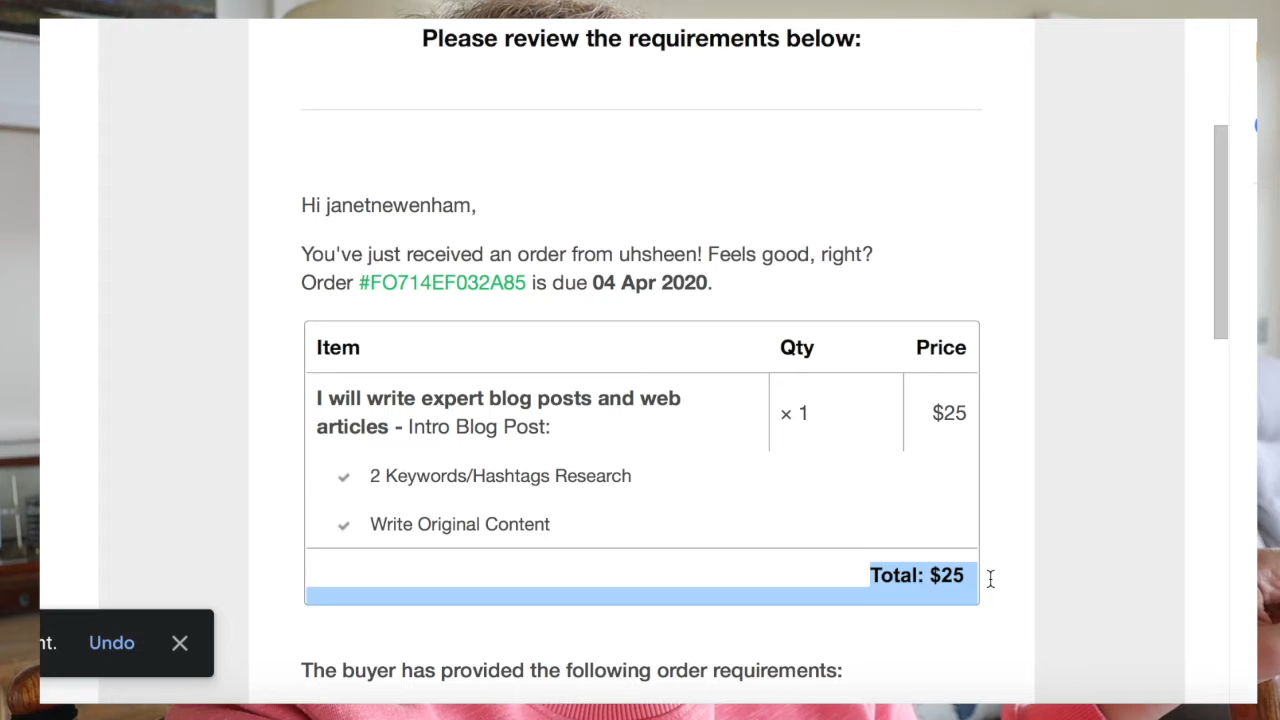 Please review the requirements below:
Hi janetnewenham,
You've just received an order from uhsheen! Feels good, right?
Order #FO714EF032A85 is due 04 Apr 2020.
Item Qty Price
I will write expert blog posts and web
articles - Intro Blog Post:
× 1 $25
2 Keywords/Hashtags Research
Write Original Content
Total: $25
nt. Undo
The buyer has provided the following order requirements: